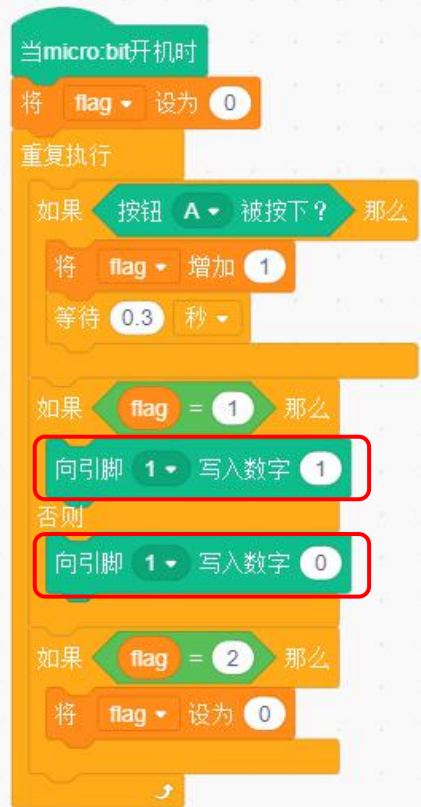 当micro:bit开机时
将 flag 设为 0
重复执行
如果 按钮 A 被按下？ 那么
将 flag 增加 1
等待 0.3 秒
如果 flag = 1 那么
向引脚 1 写入数字 1
否则
向引脚 1 写入数字 0
如果 flag = 2 那么
将 flag 设为 0